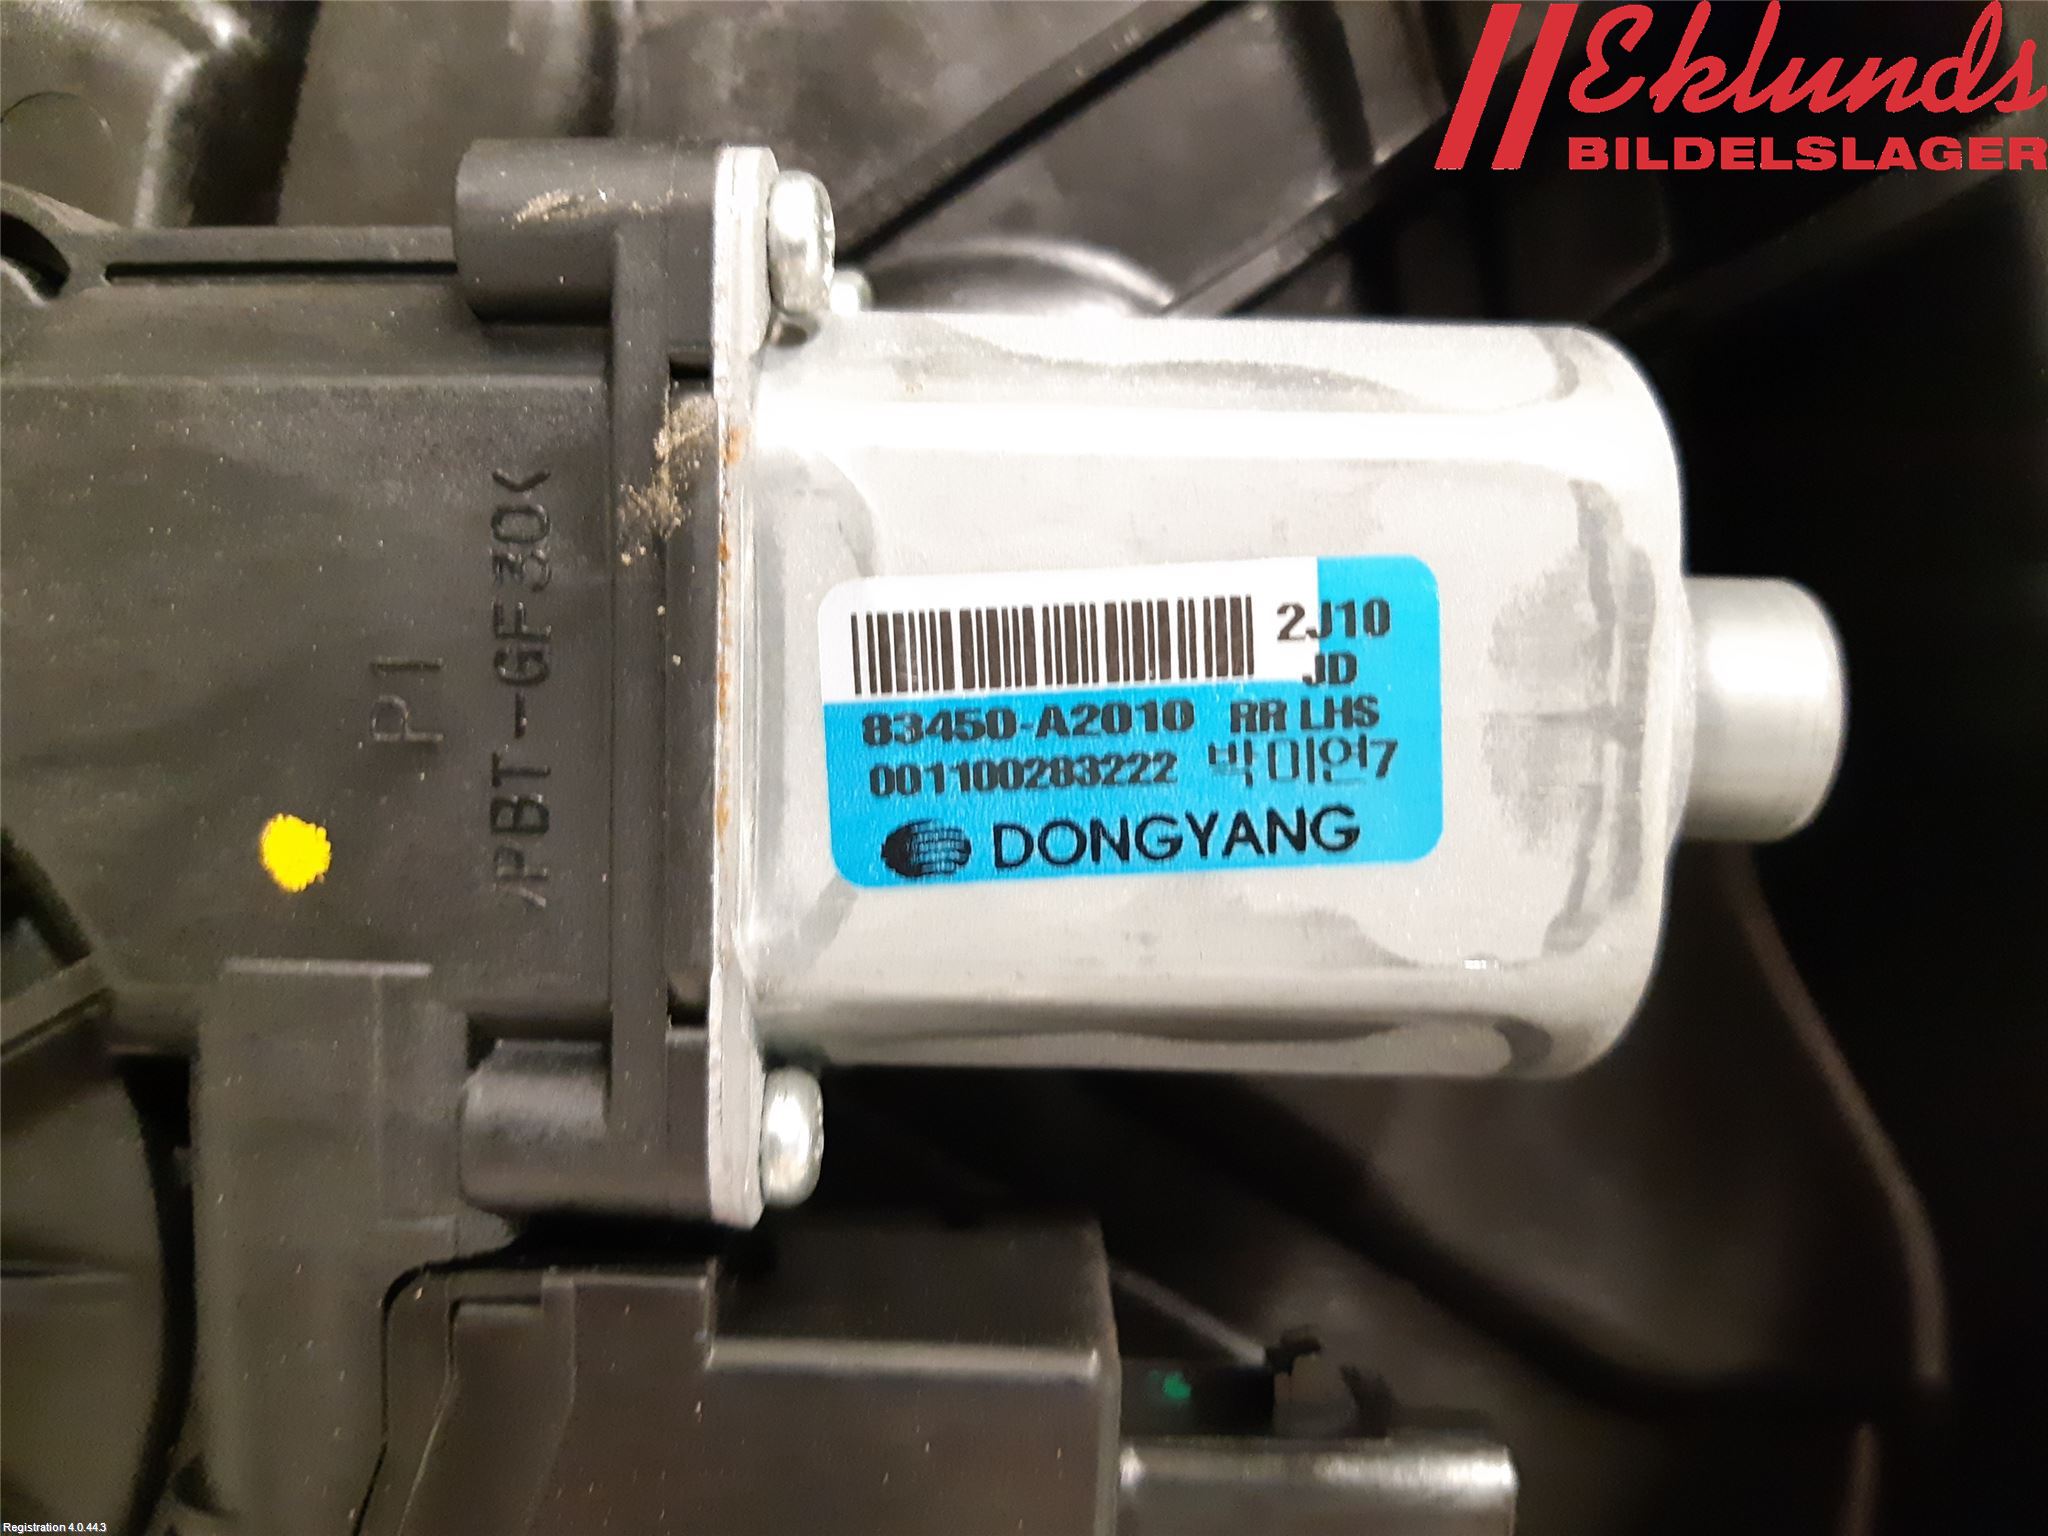 Eklunds
BILDELSLAGER
2J10
JD
83450-A2010 RR LHS
001100283222 박미연7
DONGYANG
P1
>PBT-GF30<
Registration 4.0.44.3